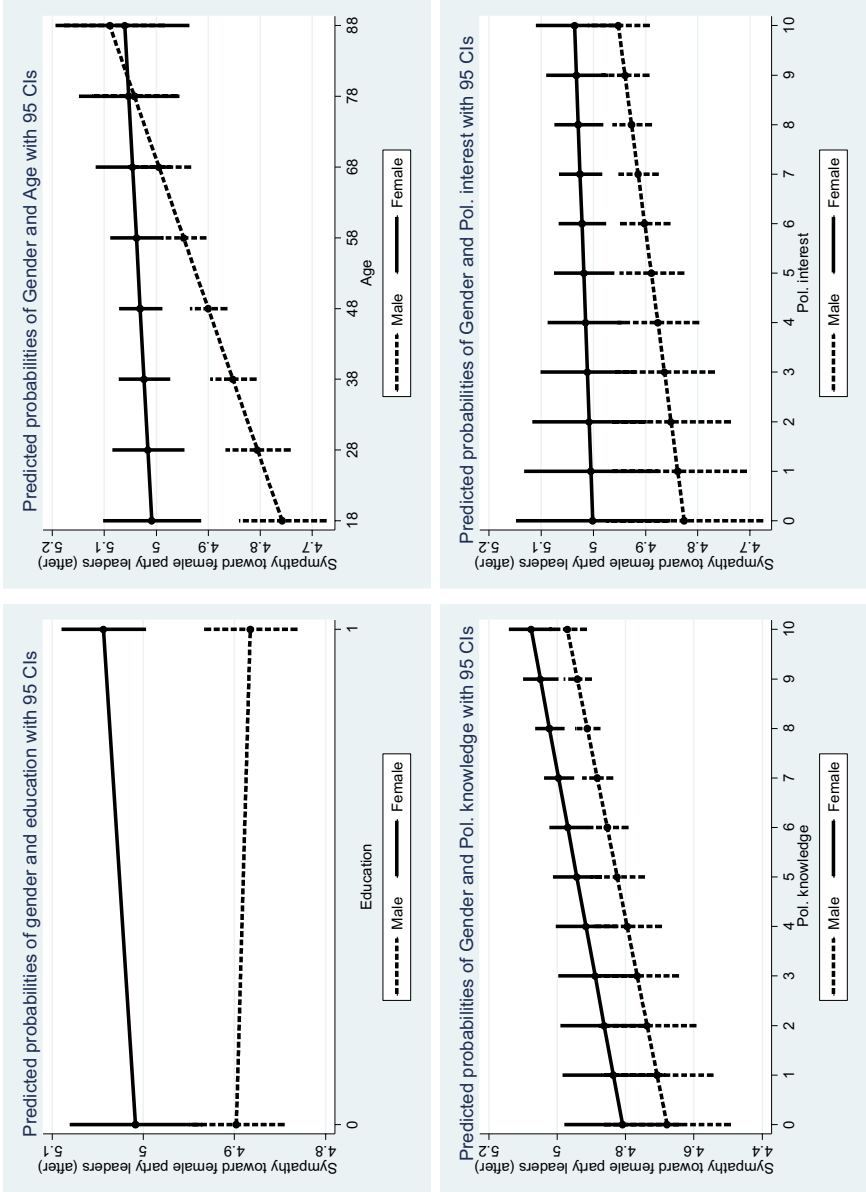 Predicted probabilities of gender and education with 95 CIs
Sympathy toward female party leaders (after)
5.1
5
4.9
4.8
0 1
Education
Male Female
Predicted probabilities of Gender and Age with 95 CIs
Sympathy toward female party leaders (after)
5.2
5.1
5
4.9
4.8
4.7
18 28 38 48 58 68 78 88
Age
Male Female
Predicted probabilities of Gender and Pol. knowledge with 95 CIs
Sympathy toward female party leaders (after)
5.2
5
4.8
4.6
4.4
0 1 2 3 4 5 6 7 8 9 10
Pol. knowledge
Male Female
Predicted probabilities of Gender and Pol. interest with 95 CIs
Sympathy toward female party leaders (after)
5.2
5.1
5
4.9
4.8
4.7
0 1 2 3 4 5 6 7 8 9 10
Pol. interest
Male Female